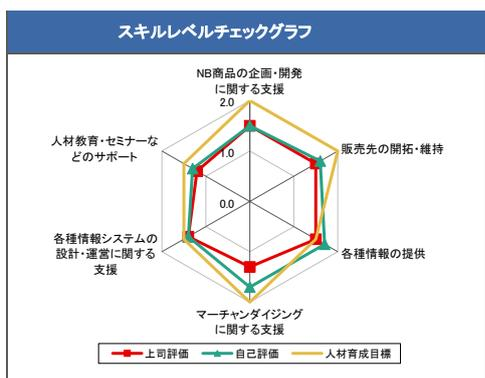 スキルレベルチェックグラフ
NB商品の企画・開発
に関する支援
2.0
人材教育・セミナーな
どのサポート
1.0
販売先の開拓・維持
0.0
各種情報システムの
設計・運営に関する
支援
各種情報の提供
マーチャンダイジング
に関する支援
上司評価 自己評価 人材育成目標